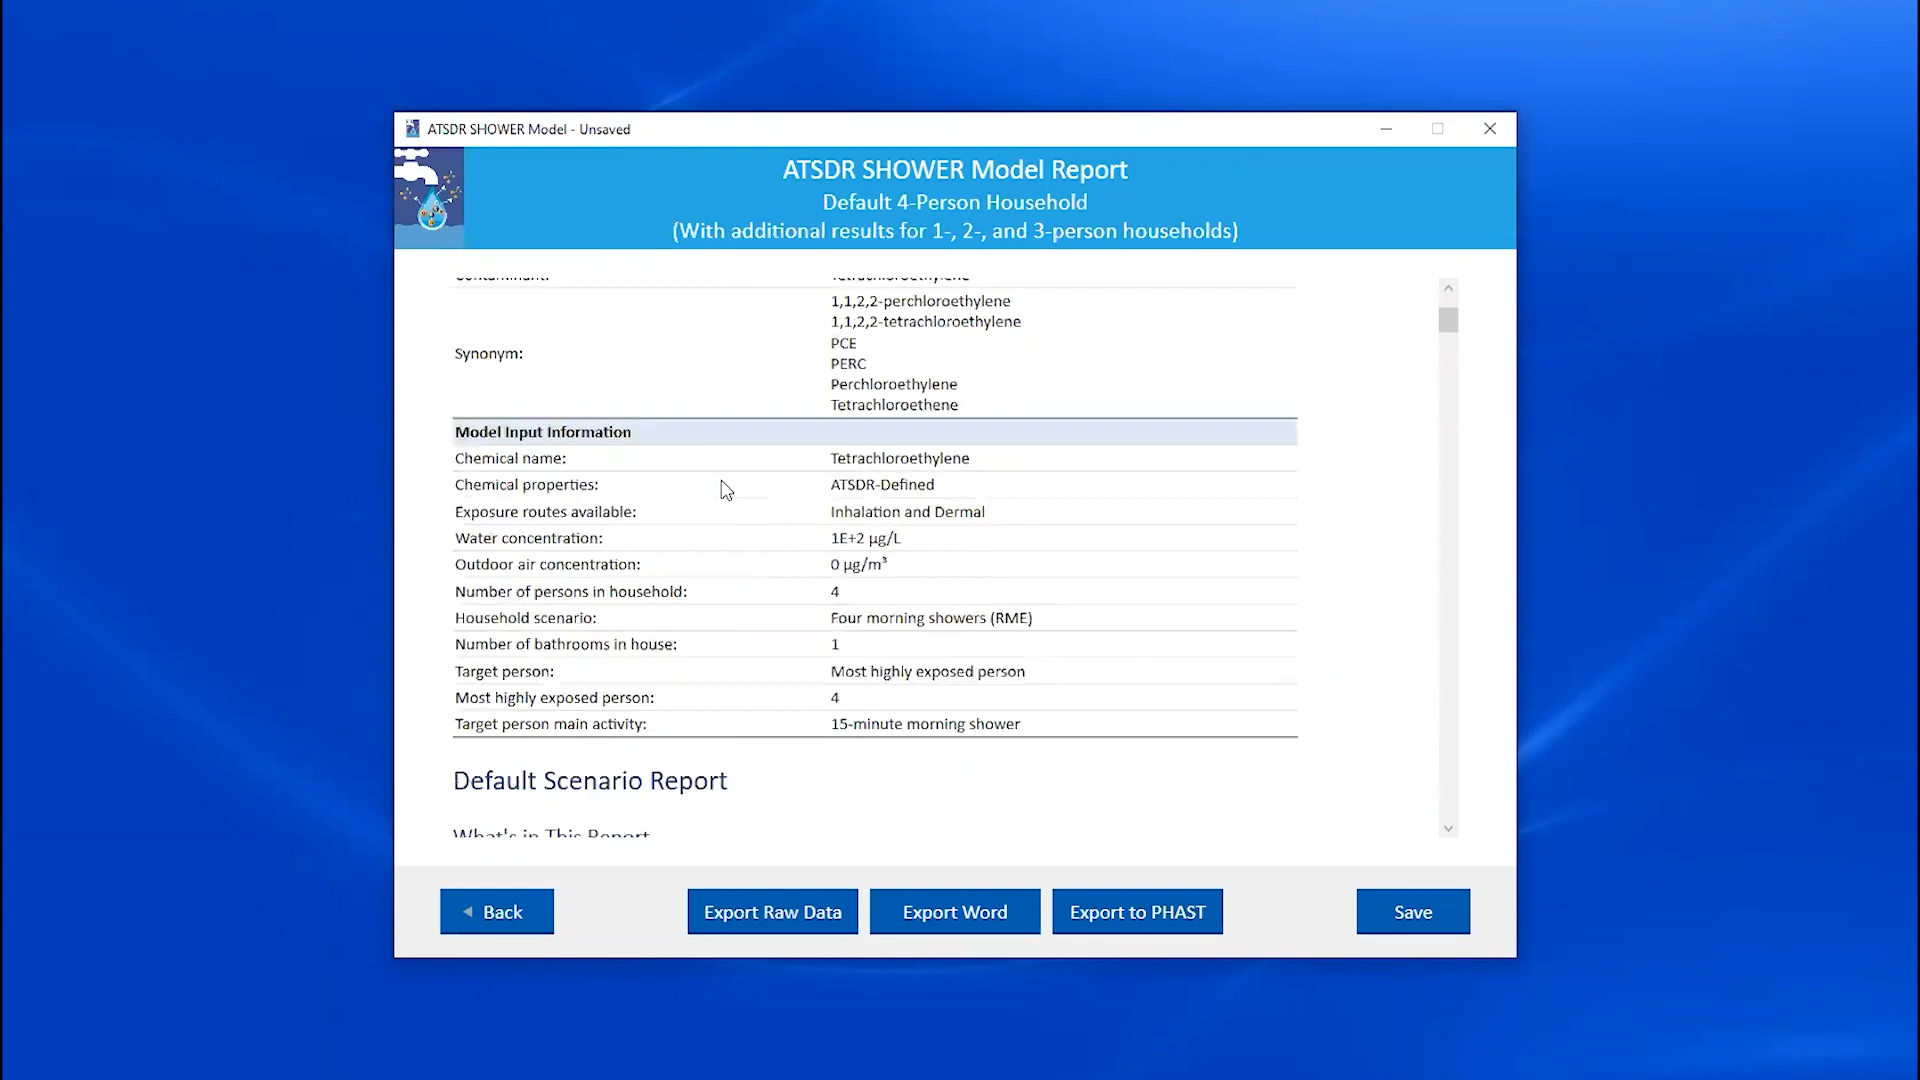 ATSDR SHOWER Model - Unsaved
ATSDR SHOWER Model Report
Default 4-Person Household
(With additional results for 1-, 2-, and 3-person households)
Contaminant: Tetrachloroethylene
Synonym:
1,1,2,2-perchloroethylene
1,1,2,2-tetrachloroethylene
PCE
PERC
Perchloroethylene
Tetrachloroethene
Model Input Information
Chemical name: Tetrachloroethylene
Chemical properties: ATSDR-Defined
Exposure routes available: Inhalation and Dermal
Water concentration: 1E+2 µg/L
Outdoor air concentration: 0 µg/m³
Number of persons in household: 4
Household scenario: Four morning showers (RME)
Number of bathrooms in house: 1
Target person: Most highly exposed person
Most highly exposed person: 4
Target person main activity: 15-minute morning shower
Default Scenario Report
What's in This Report
Back
Export Raw Data
Export Word
Export to PHAST
Save